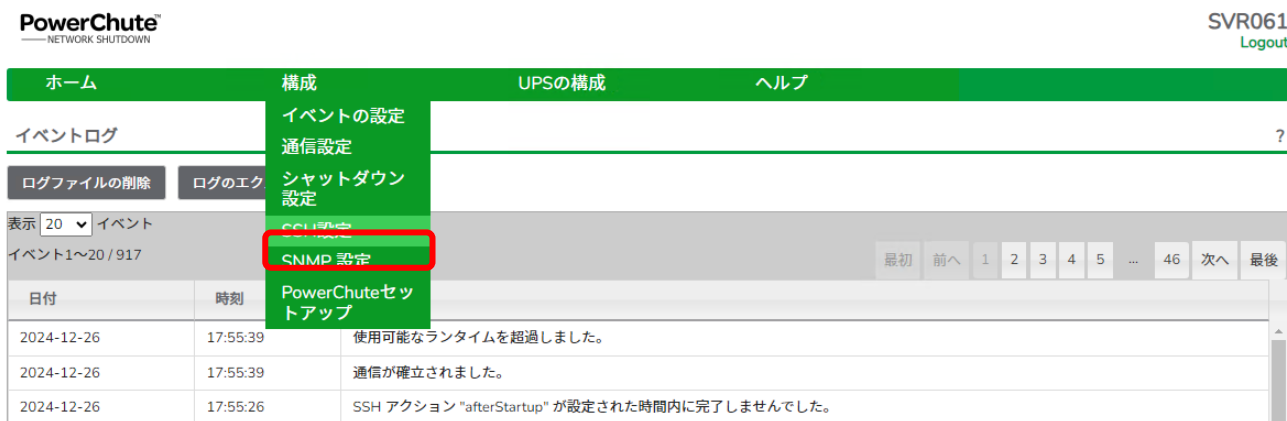 PowerChute™
NETWORK SHUTDOWN
SVR061
Logout
ホーム
構成
UPSの構成
ヘルプ
イベントの設定
通信設定
シャットダウン
設定
SSH設定
SNMP 設定
PowerChuteセッ
トアップ
イベントログ
?
ログファイルの削除
ログのエク
表示 20 イベント
イベント1〜20 / 917
最初 前へ 1 2 3 4 5 ... 46 次へ 最後
日付 時刻
2024-12-26 17:55:39 使用可能なランタイムを超過しました。
2024-12-26 17:55:39 通信が確立されました。
2024-12-26 17:55:26 SSH アクション "afterStartup" が設定された時間内に完了しませんでした。